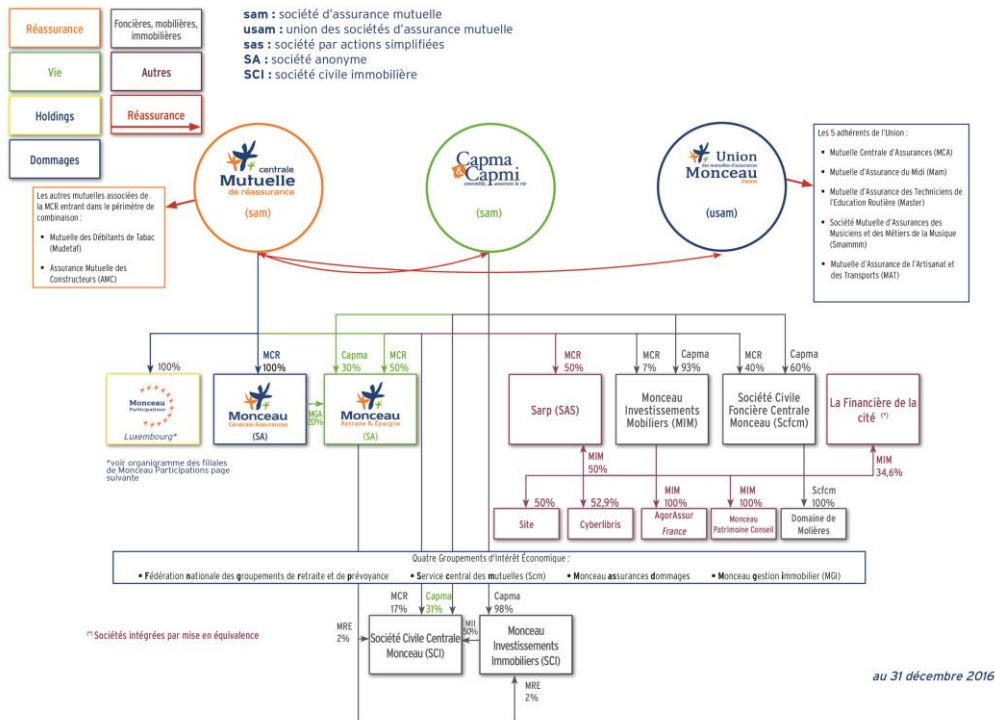 Réassurance
Foncières, mobilières,
immobilières
Vie
Autres
Holdings
Réassurance
Dommages
sam : société d'assurance mutuelle
usam : union des sociétés d'assurance mutuelle
sas : société par actions simplifiées
SA : société anonyme
SCI : société civile immobilière
Les autres mutuelles associées de
la MCR entrant dans le périmètre de
combinaison :
▪ Mutuelle des Débitants de Tabac
(Mudetaf)
▪ Assurance Mutuelle des
Constructeurs (AMC)
centrale
Mutuelle
de réassurance
(sam)
Capma
& Capmi
ensemble, assurons la vie
(sam)
Union
des mutuelles d'assurances
Monceau
(usam)
Les 5 adhérents de l'Union :
▪ Mutuelle Centrale d'Assurances (MCA)
▪ Mutuelle d'Assurance du Midi (Mam)
▪ Mutuelle d'Assurance des Techniciens de
l'Education Routière (Master)
▪ Société Mutuelle d'Assurances des
Musiciens et des Métiers de la Musique
(Smammm)
▪ Mutuelle d'Assurance de l'Artisanat et
des Transports (MAT)
100%
MCR
100%
Capma
30%
MCR
50%
MCR
50%
MCR
7%
Capma
93%
MCR
40%
Capma
60%
Monceau
Participations
Luxembourg*
Monceau
Générale Assurances
(SA)
MGA
20%
Monceau
Retraite & Épargne
(SA)
Sarp (SAS)
Monceau
Investissements
Mobiliers (MIM)
Société Civile
Foncière Centrale
Monceau (Scfcm)
La Financière de la
cité (*)
*voir organigramme des filiales
de Monceau Participations page
suivante
MIM
50%
MIM
34,6%
50%
52,9%
MIM
100%
MIM
100%
Scfcm
100%
Site
Cyberlibris
AgorAssur
France
Monceau
Patrimoine Conseil
Domaine de
Molières
Quatre Groupements d'Intérêt Économique :
▪ Fédération nationale des groupements de retraite et de prévoyance ▪ Service central des mutuelles (Scm) ▪ Monceau assurances dommages ▪ Monceau gestion immobilier (MGI)
MCR
17%
Capma
31%
Capma
98%
(*) Sociétés intégrées par mise en équivalence
MRE
2%
Société Civile Centrale
Monceau (SCI)
MII
50%
Monceau
Investissements
Immobiliers (SCI)
MRE
2%
au 31 décembre 2016